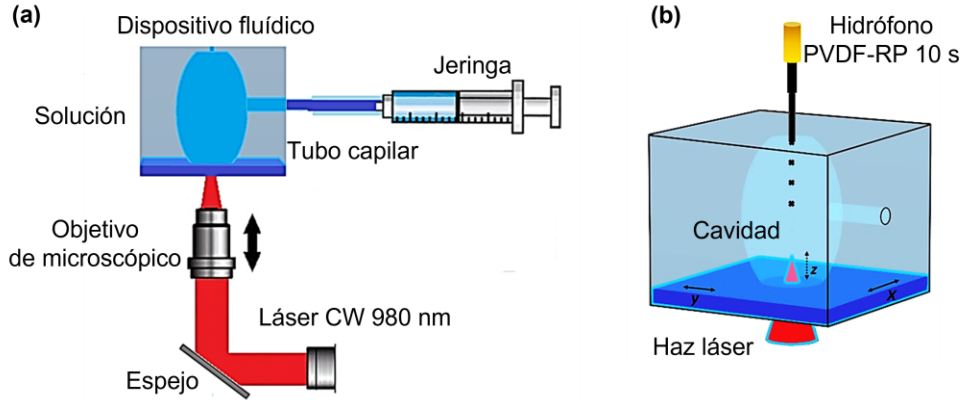 (a)
Dispositivo fluídico
Jeringa
Solución
Tubo capilar
Objetivo
de microscópico
Láser CW 980 nm
Espejo
(b)
Hidrófono
PVDF-RP 10 s
Cavidad
z
y
x
Haz láser